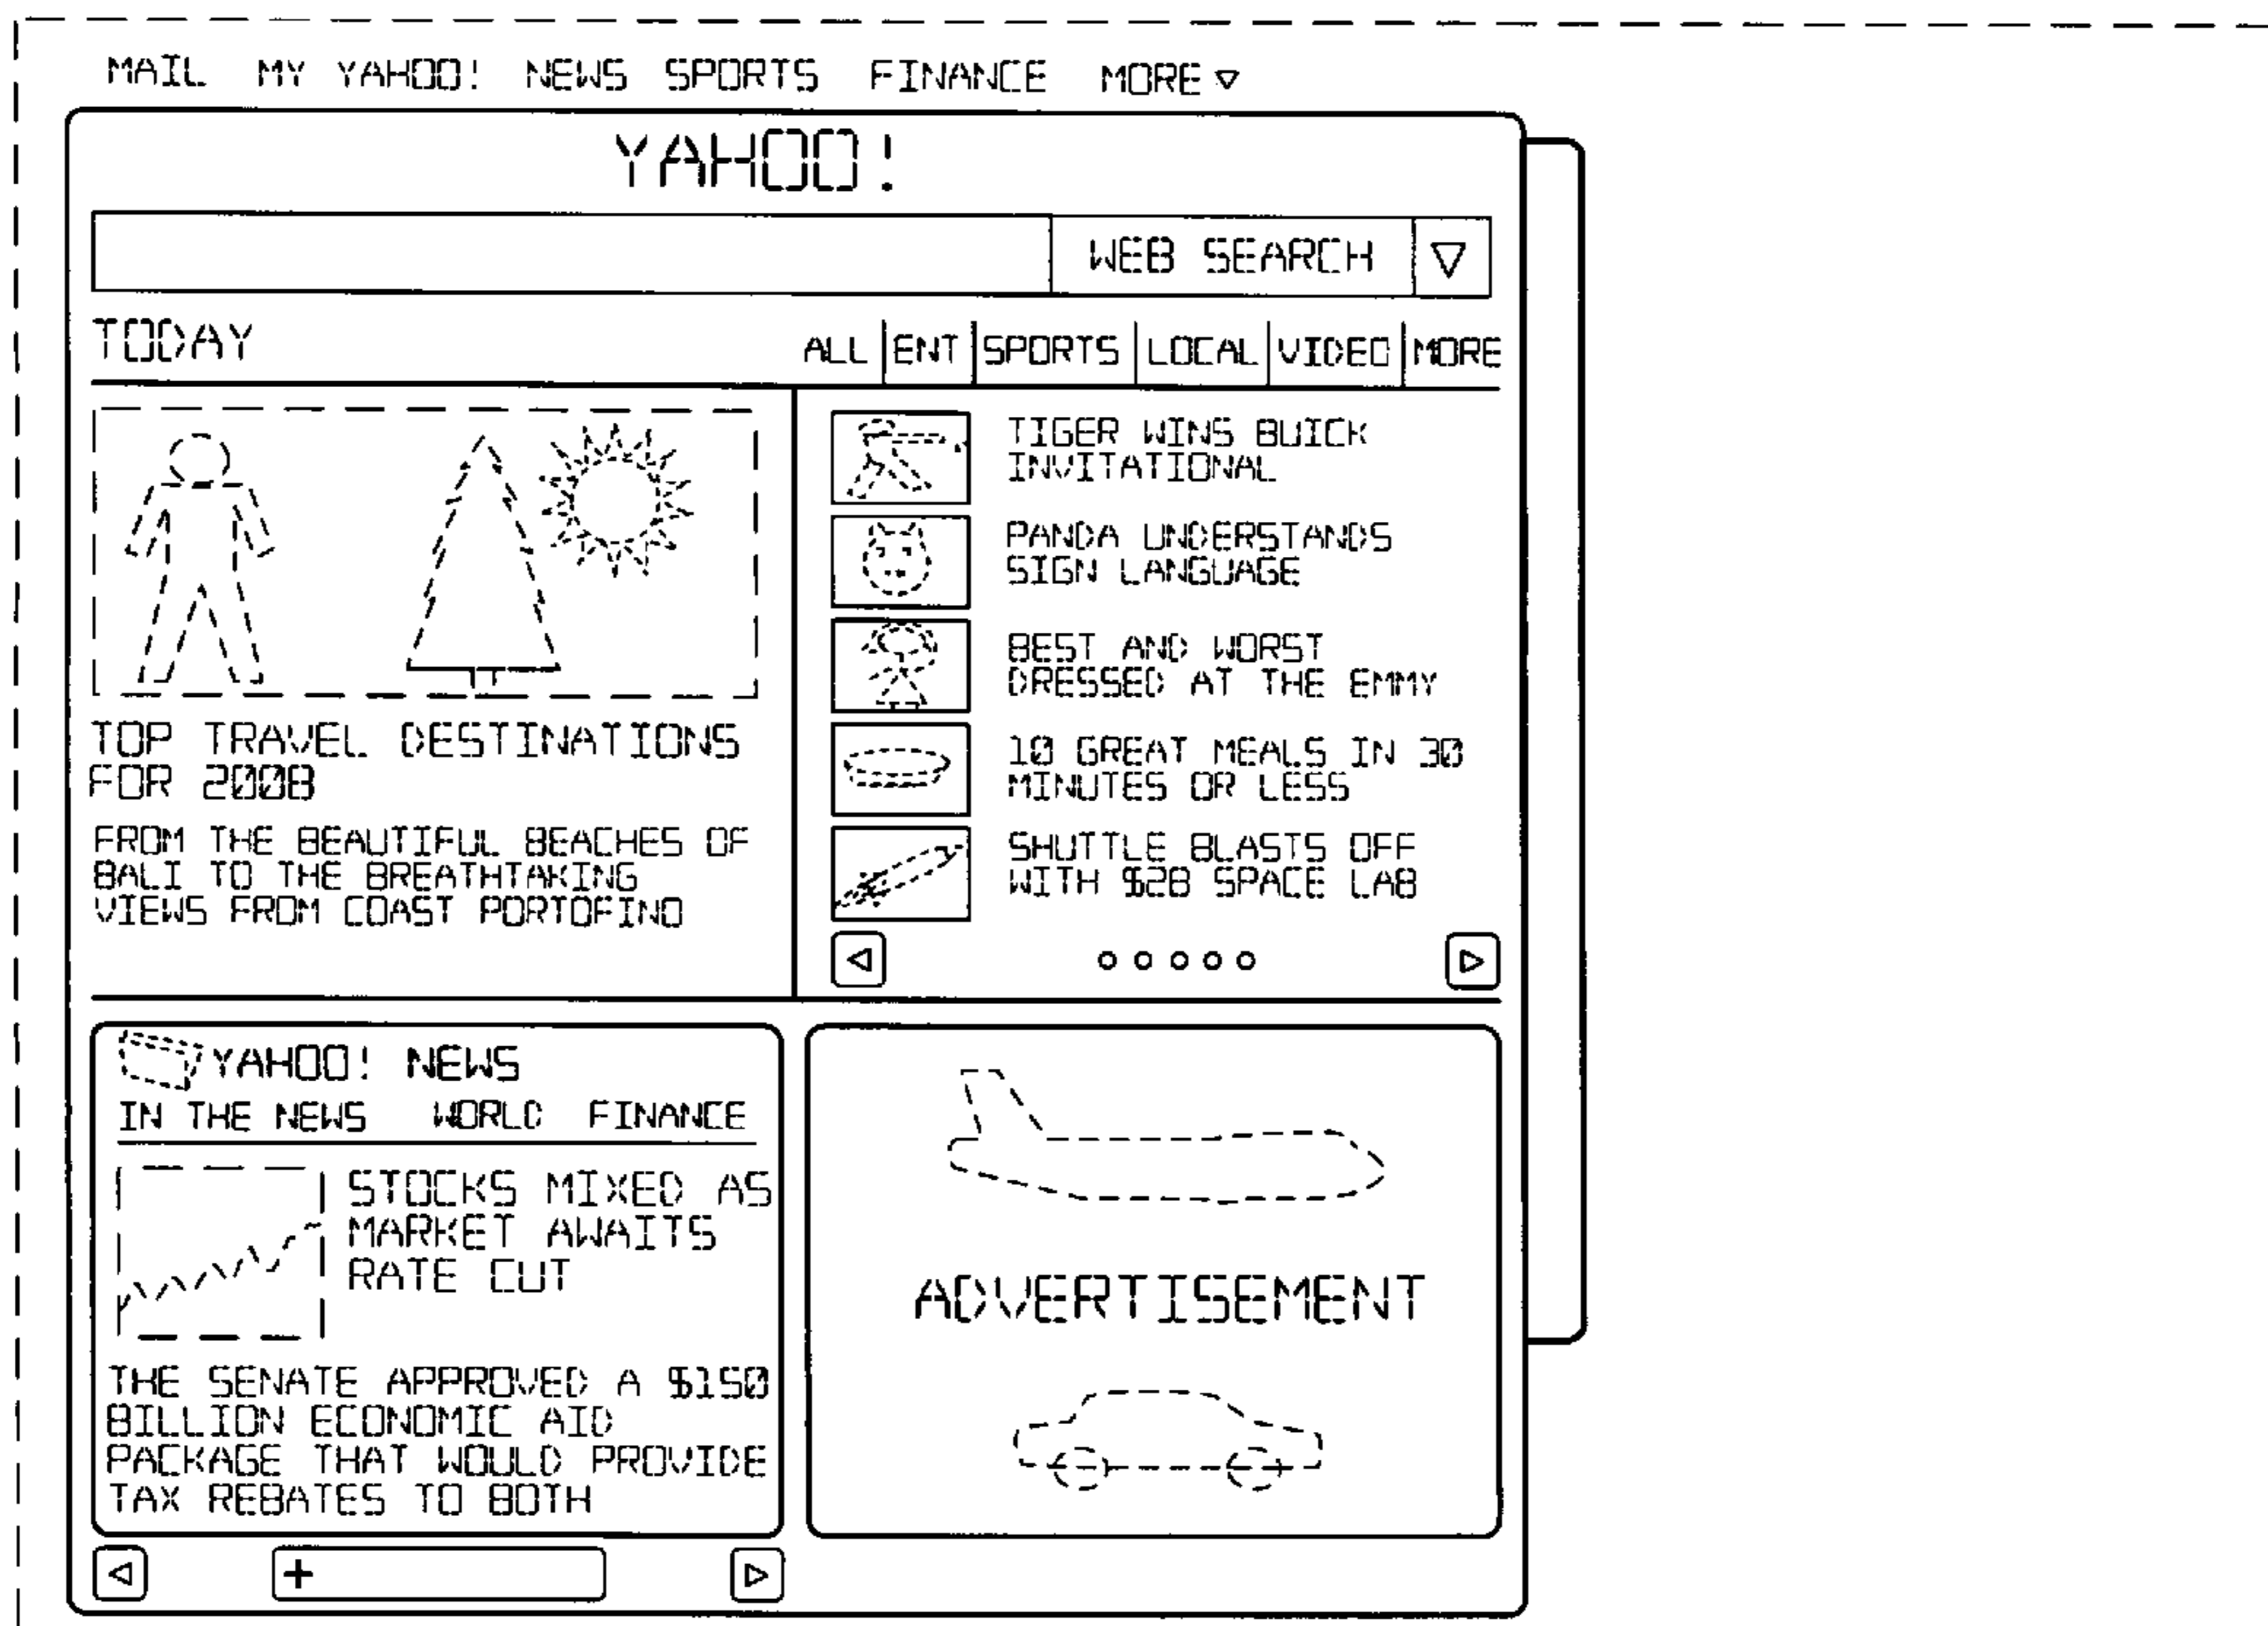 MAIL MY YAHOO! NEWS SPORTS FINANCE MORE
YAHOO!
WEB SEARCH
TODAY
ALL ENT SPORTS LOCAL VIDEO MORE
TOP TRAVEL DESTINATIONS
FOR 2008
FROM THE BEAUTIFUL BEACHES OF
BALI TO THE BREATHTAKING
VIEWS FROM COAST PORTOFINO
TIGER WINS BUICK
INVITATIONAL
PANDA UNDERSTANDS
SIGN LANGUAGE
BEST AND WORST
DRESSED AT THE EMMY
10 GREAT MEALS IN 30
MINUTES OR LESS
SHUTTLE BLASTS OFF
WITH $2B SPACE LAB
YAHOO! NEWS
IN THE NEWS WORLD FINANCE
STOCKS MIXED AS
MARKET AWAITS
RATE CUT
THE SENATE APPROVED A $150
BILLION ECONOMIC AID
PACKAGE THAT WOULD PROVIDE
TAX REBATES TO BOTH
+
ADVERTISEMENT